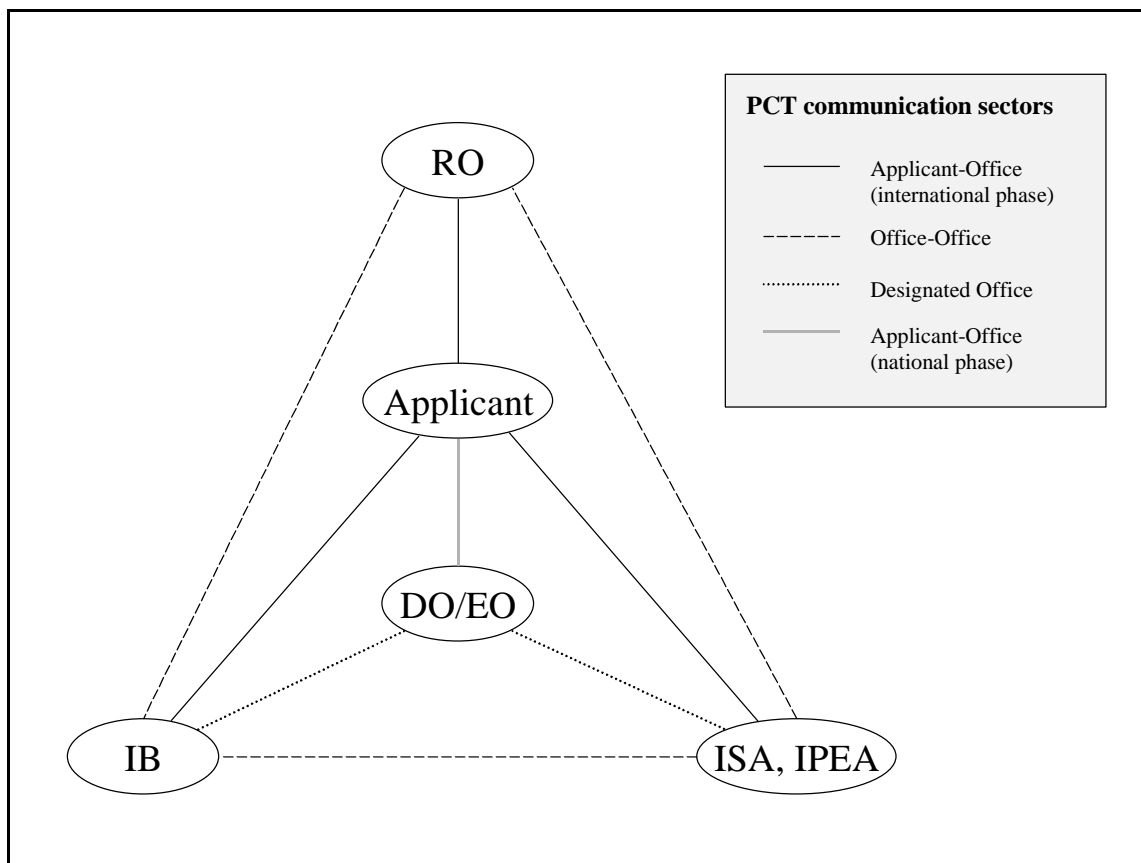 PCT communication sectors
RO
Applicant-Office
(international phase)
Office-Office
Designated Office
Applicant-Office
(national phase)
Applicant
DO/EO
IB
ISA, IPEA